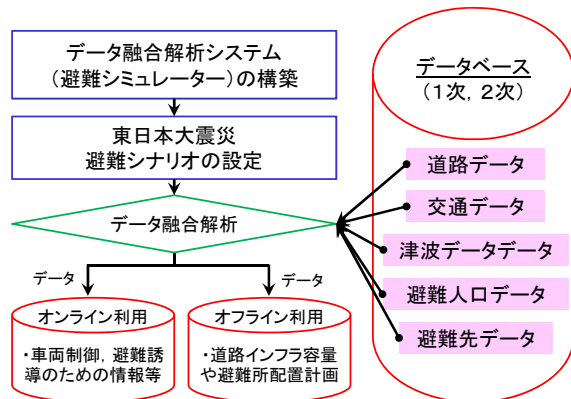 データ融合解析システム
（避難シミュレーター）の構築
東日本大震災
避難シナリオの設定
データ融合解析
データ
データ
オンライン利用
・車両制御，避難誘
導のための情報等
オフライン利用
・道路インフラ容量
や避難所配置計画
データベース
（１次，２次）
道路データ
交通データ
津波データデータ
避難人口データ
避難先データ